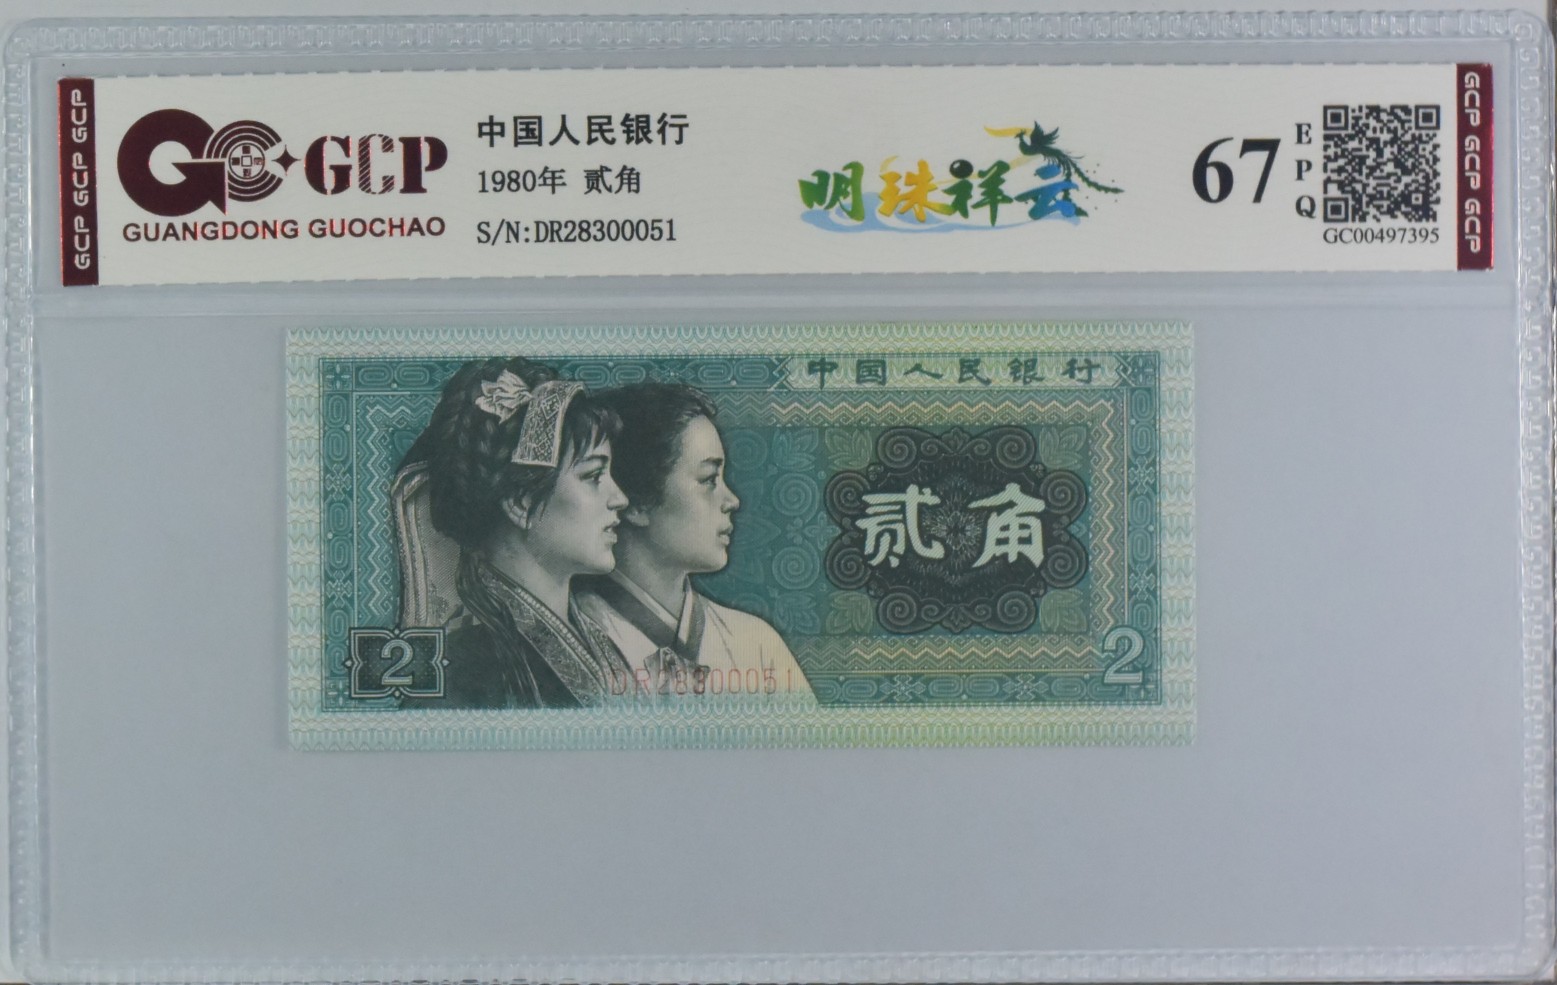 GCP GCP GCP
GCP
GUANGDONG GUOCHAO
中国人民银行
1980年 贰角
S/N:DR28300051
明珠祥云
67
EPQ
GC00497395
GCP GCP GCP
中国人民银行
贰角
2
2
DR28300051